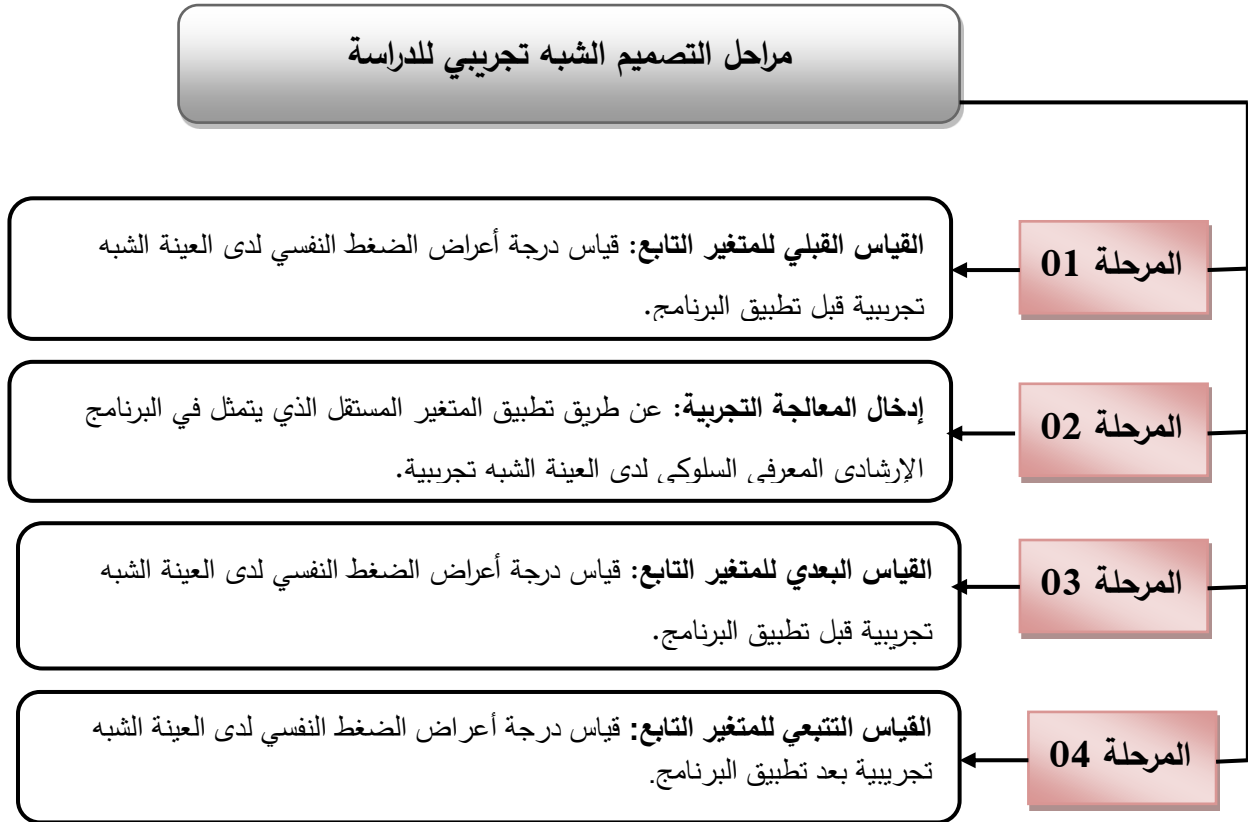 مراحل التصميم الشبه تجريبي للدراسة
المرحلة 01
القياس القبلي للمتغير التابع: قياس درجة أعراض الضغط النفسي لدى العينة الشبه
تجريبية قبل تطبيق البرنامج.
المرحلة 02
إدخال المعالجة التجربية: عن طريق تطبيق المتغير المستقل الذي يتمثل في البرنامج
الإرشادي المعرفي السلوكي لدى العينة الشبه تجريبية.
المرحلة 03
القياس البعدي للمتغير التابع: قياس درجة أعراض الضغط النفسي لدى العينة الشبه
تجريبية قبل تطبيق البرنامج.
المرحلة 04
القياس التتبعي للمتغير التابع: قياس درجة أعراض الضغط النفسي لدى العينة الشبه
تجريبية بعد تطبيق البرنامج.